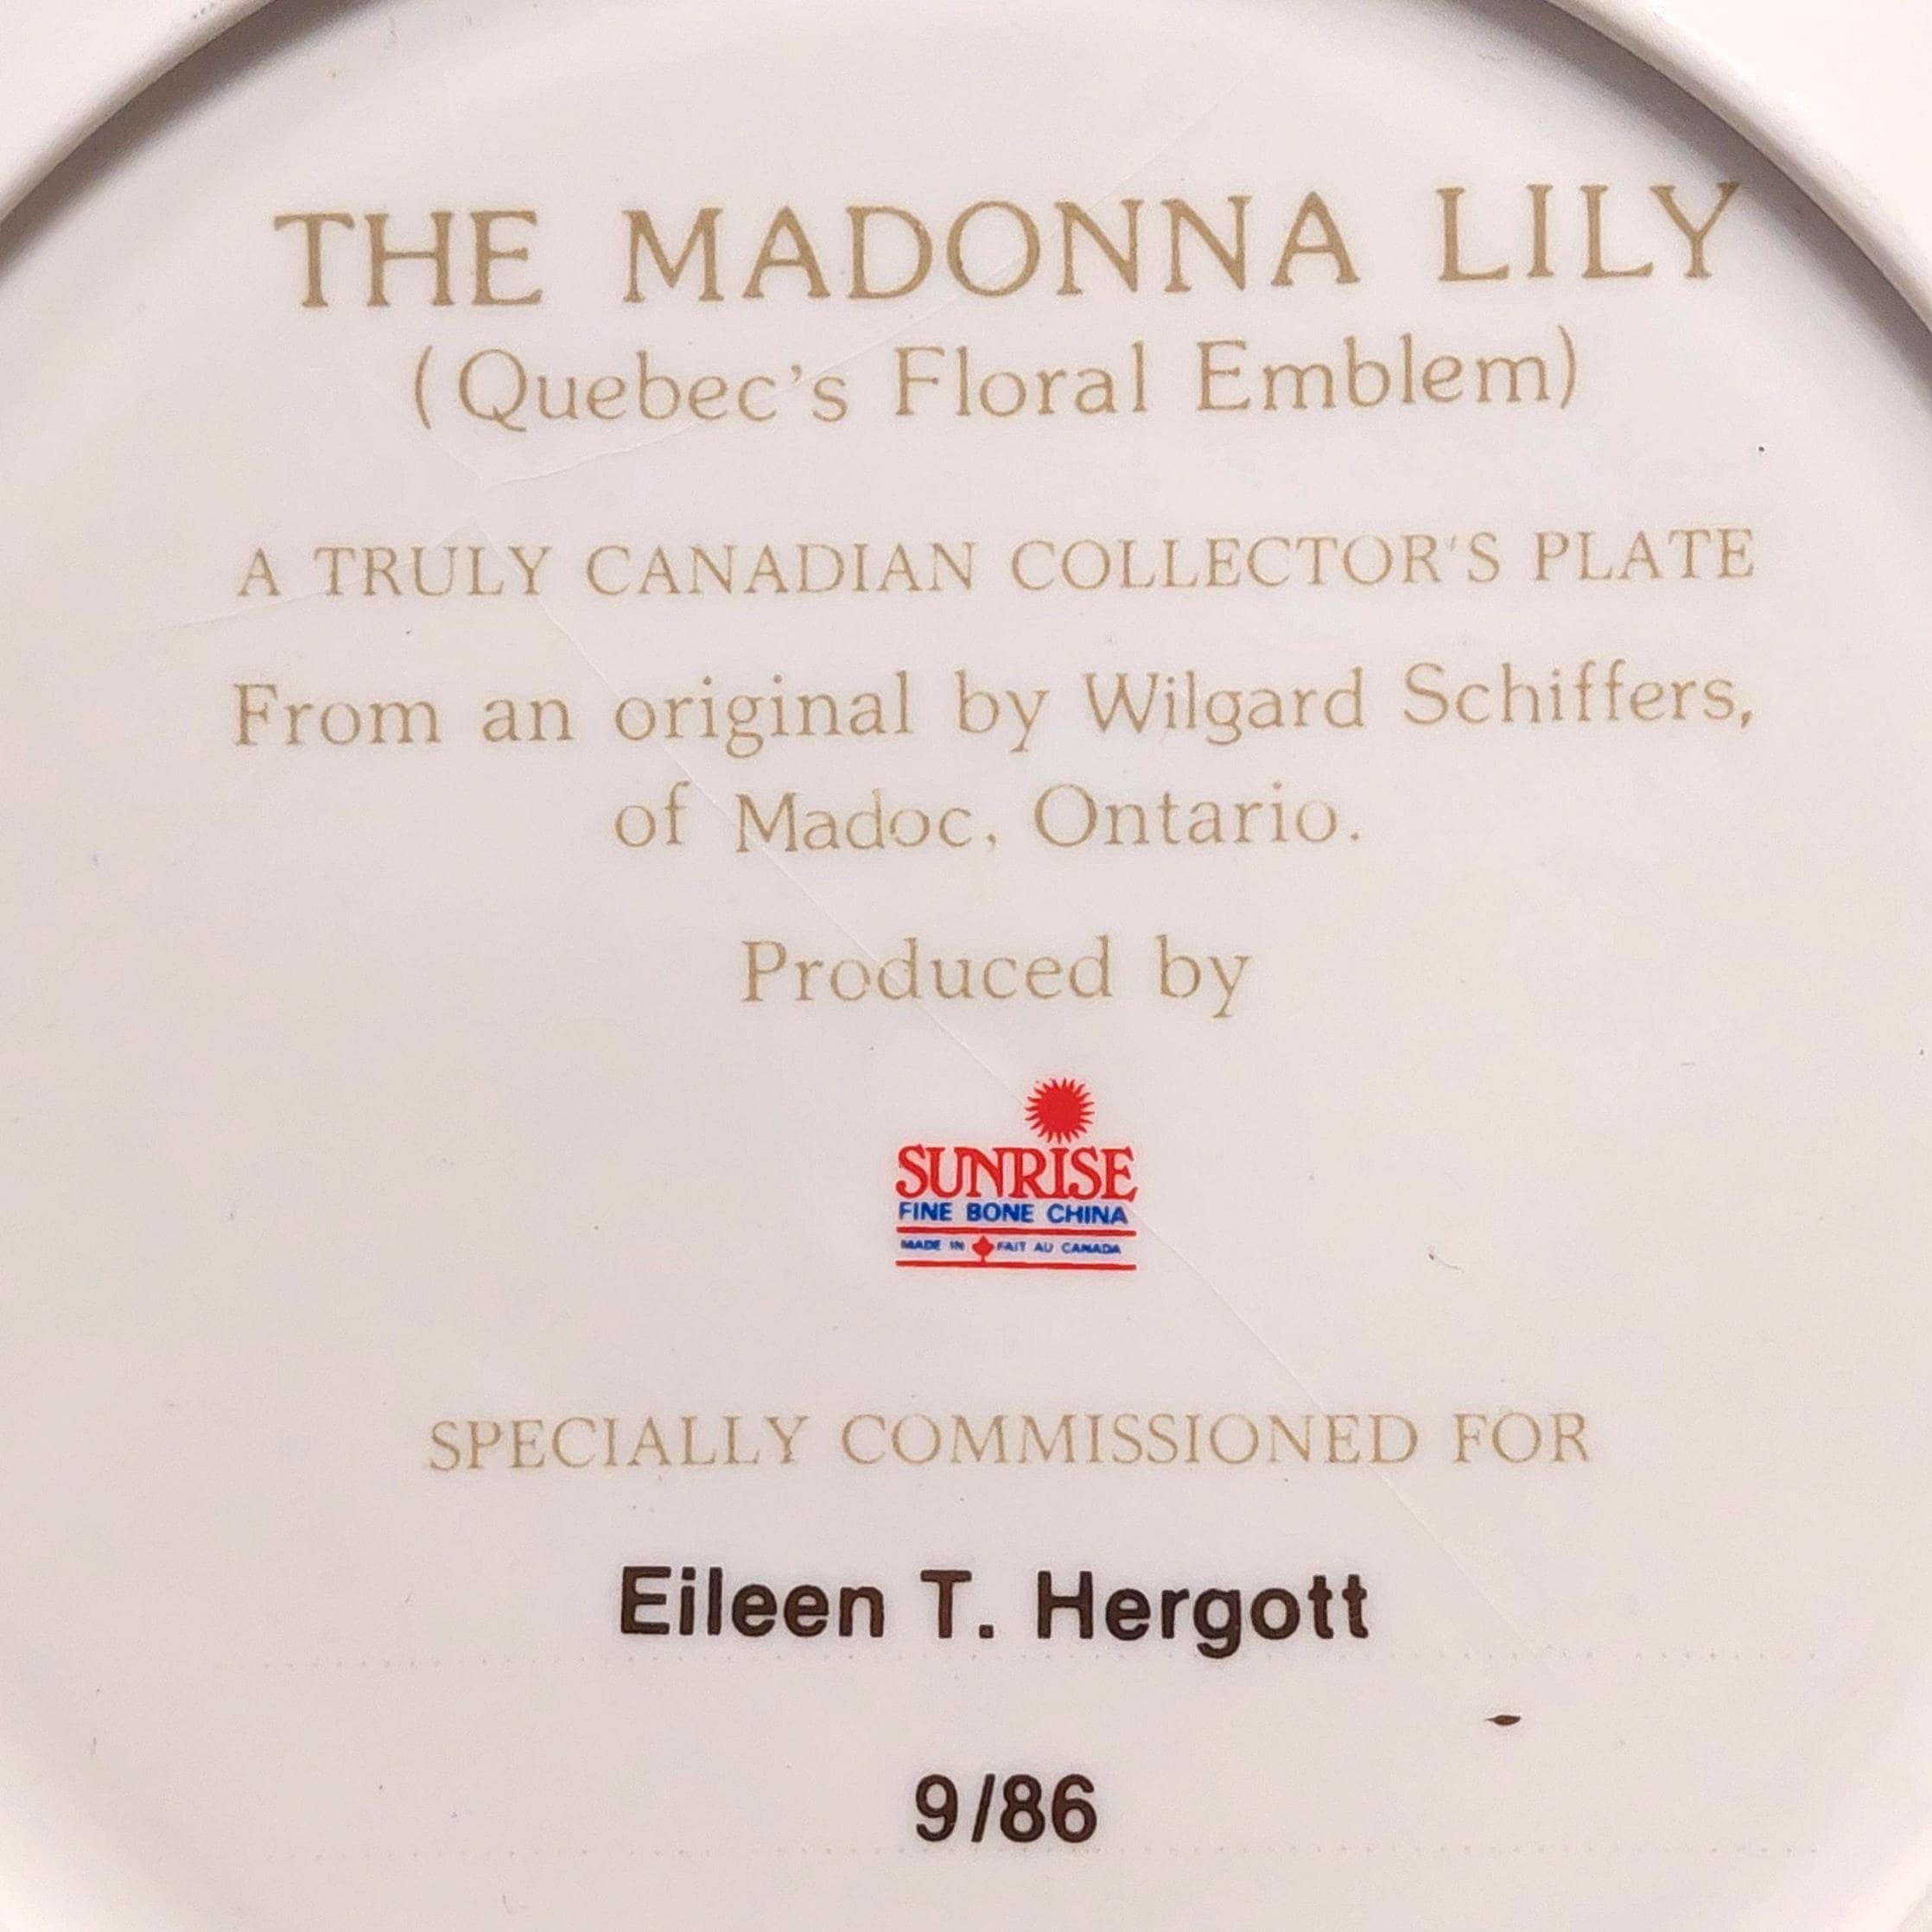 THE MADONNA LILY
(Quebec's Floral Emblem)
A TRULY CANADIAN COLLECTOR'S PLATE
From an original by Wilgard Schiffers,
of Madoc, Ontario.
Produced by
SUNRISE
FINE BONE CHINA
MADE IN FAIT AU CANADA
SPECIALLY COMMISSIONED FOR
Eileen T. Hergott
9/86